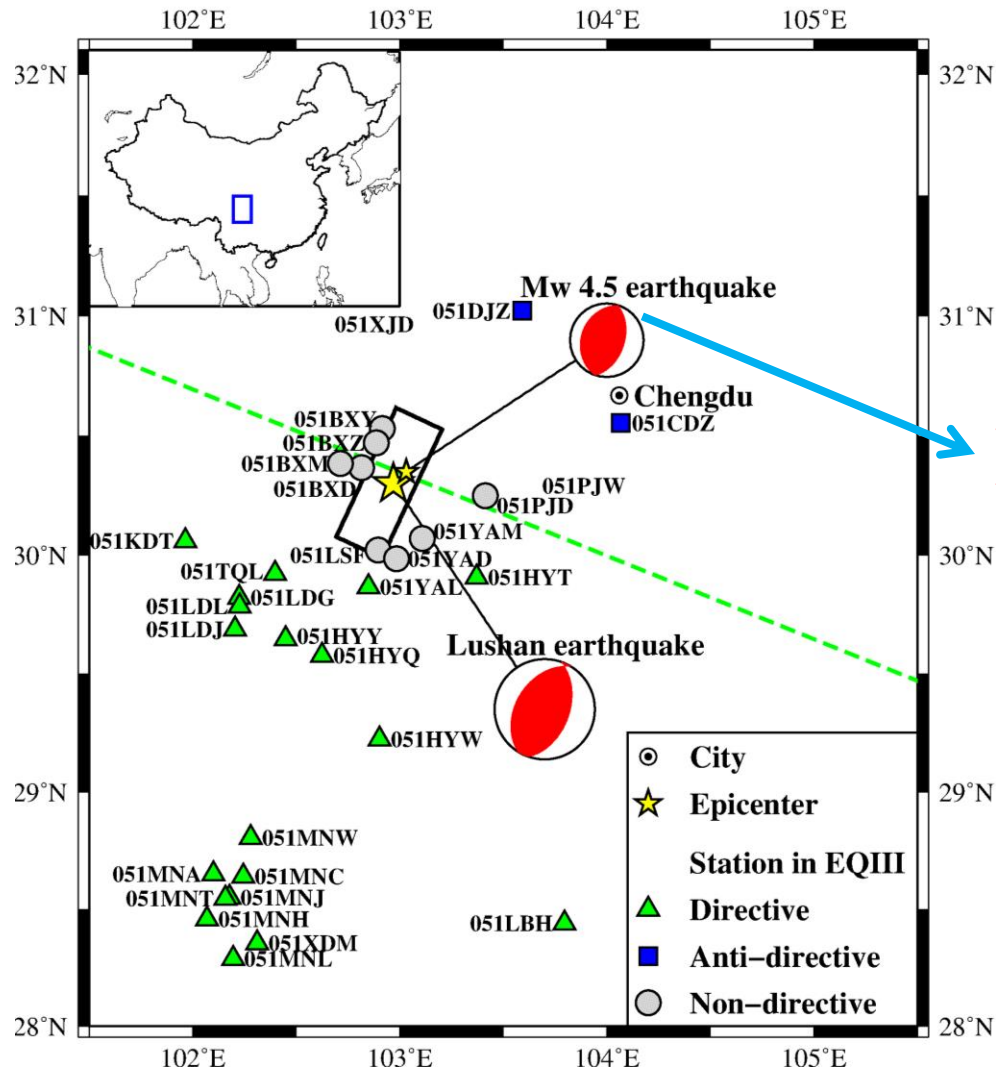 102°E 103°E 104°E 105°E
32°N 32°N
Mw 4.5 earthquake
051DJZ
31°N 051XJD 31°N
Chengdu
051BXY 051CDZ
051BXZ
051BXM
051BXD 051PJW
051PJD
051YAM
051KDT 30°N 051LSF 051YAD 30°N
051TQL 051YAL 051HYT
051LDG
051LDL
051LDJ 051HYY
Lushan earthquake
051HYQ
051HYW
City
29°N 29°N
Epicenter
051MNW
Station in EQIII
051MNA 051MNC
051MNT 051MNJ
051MNH 051LBH Directive
051XDM
051MNL Anti−directive
Non−directive
28°N 28°N
102°E 103°E 104°E 105°E